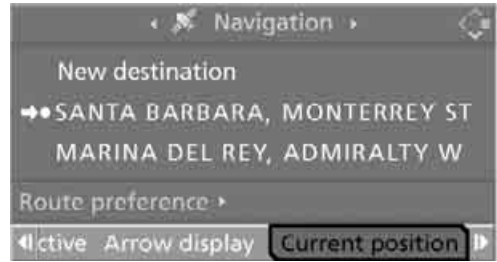 Navigation
New destination
SANTA BARBARA, MONTERREY ST
MARINA DEL REY, ADMIRALTY W
Route preference
ctive Arrow display Current position